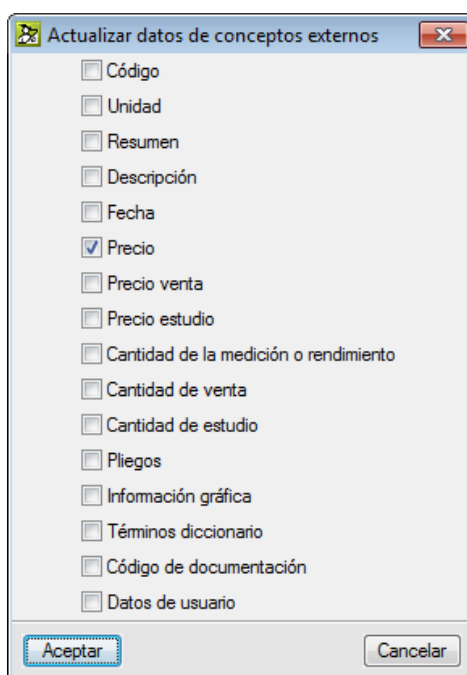 Actualizar datos de conceptos externos
Código
Unidad
Resumen
Descripción
Fecha
Precio
Precio venta
Precio estudio
Cantidad de la medición o rendimiento
Cantidad de venta
Cantidad de estudio
Pliegos
Información gráfica
Términos diccionario
Código de documentación
Datos de usuario
Aceptar Cancelar